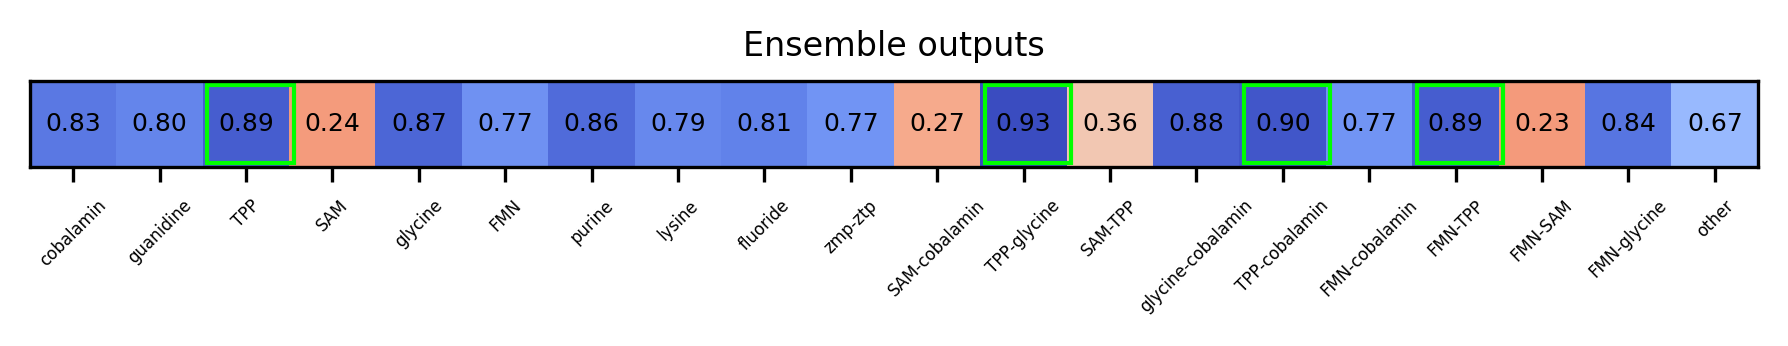 Ensemble outputs
0.83 0.80 0.89 0.24 0.87 0.77 0.86 0.79 0.81 0.77 0.27 0.93 0.36 0.88 0.90 0.77 0.89 0.23 0.84 0.67
cobalamin guanidine TPP SAM glycine FMN purine lysine fluoride zmp-ztp SAM-cobalamin TPP-glycine SAM-TPP glycine-cobalamin TPP-cobalamin FMN-cobalamin FMN-TPP FMN-SAM FMN-glycine other